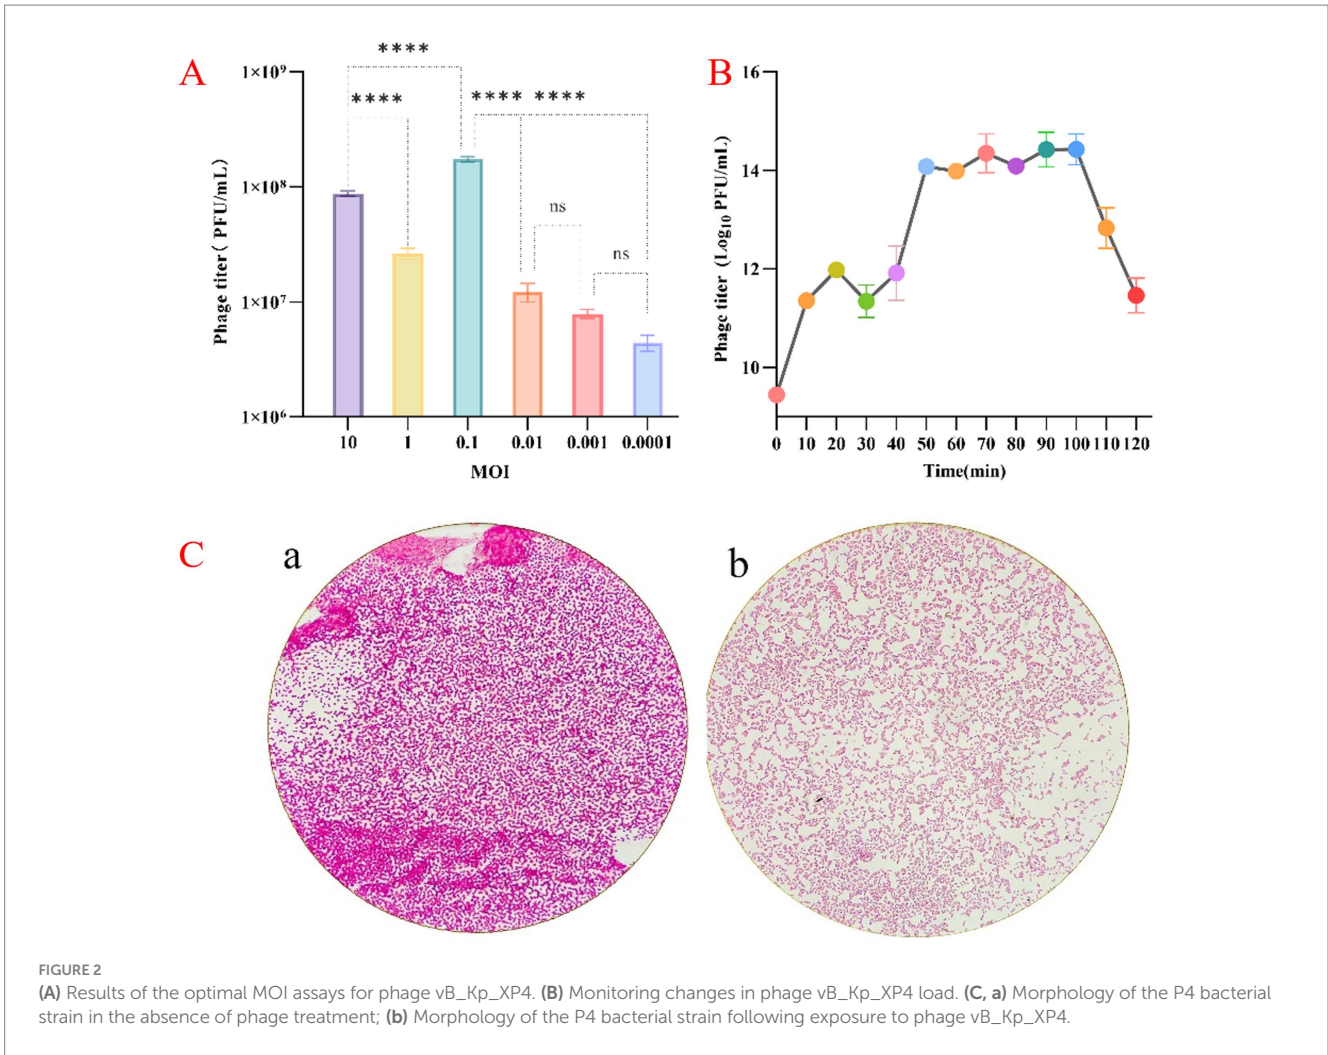 A
B
****
****
**** ****
ns
ns
1×10⁹
1×10⁸
1×10⁷
1×10⁶
Phage titer( PFU/mL)
10 1 0.1 0.01 0.001 0.0001
MOI
16
14
12
10
Phage titer (Log₁₀ PFU/mL)
0 10 20 30 40 50 60 70 80 90 100 110 120
Time(min)
C
a
b
FIGURE 2
(A) Results of the optimal MOI assays for phage vB_Kp_XP4. (B) Monitoring changes in phage vB_Kp_XP4 load. (C, a) Morphology of the P4 bacterial
strain in the absence of phage treatment; (b) Morphology of the P4 bacterial strain following exposure to phage vB_Kp_XP4.